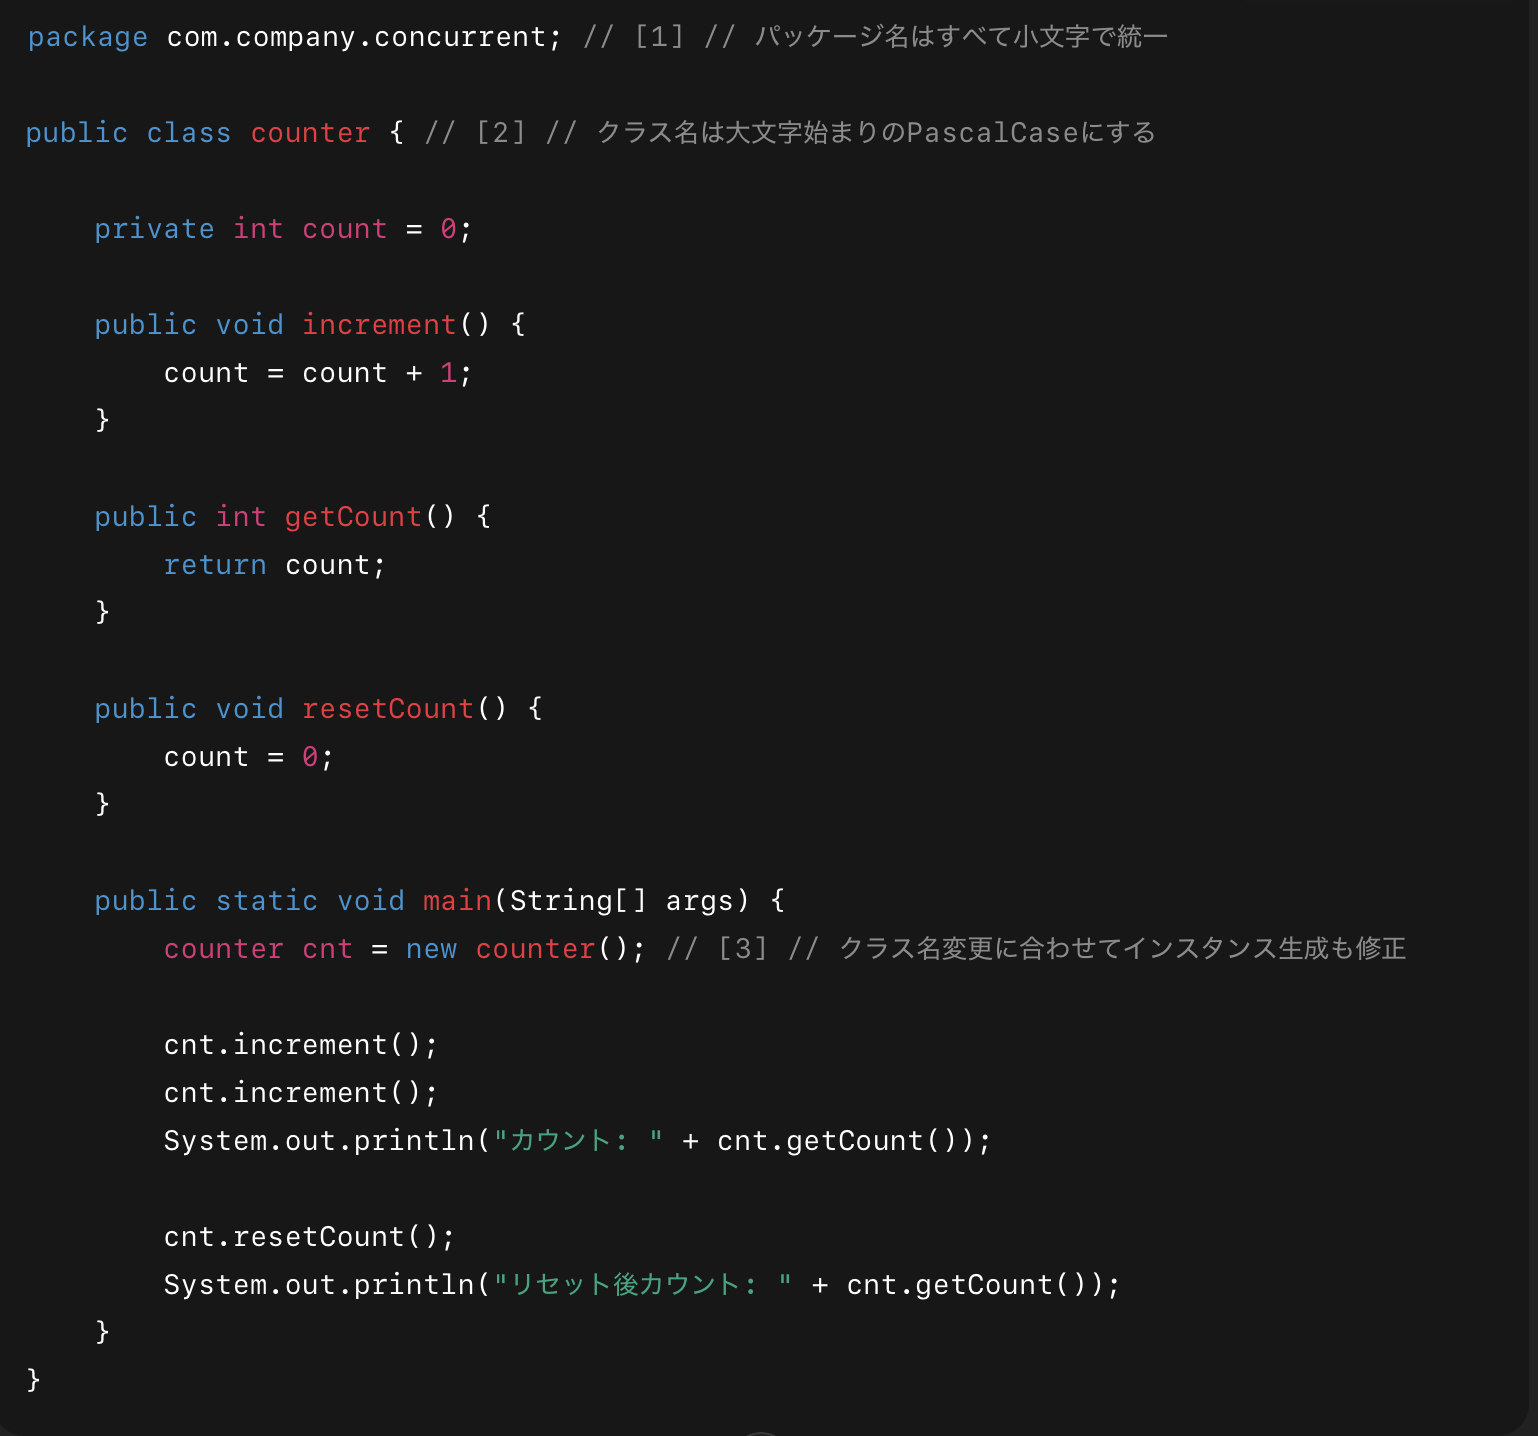 package com.company.concurrent; // [1] // パッケージ名はすべて小文字で統一
public class counter { // [2] // クラス名は大文字始まりのPascalCaseにする
private int count = 0;
public void increment() {
count = count + 1;
}
public int getCount() {
return count;
}
public void resetCount() {
count = 0;
}
public static void main(String[] args) {
counter cnt = new counter(); // [3] // クラス名変更に合わせてインスタンス生成も修正
cnt.increment();
cnt.increment();
System.out.println("カウント: " + cnt.getCount());
cnt.resetCount();
System.out.println("リセット後カウント: " + cnt.getCount());
}
}